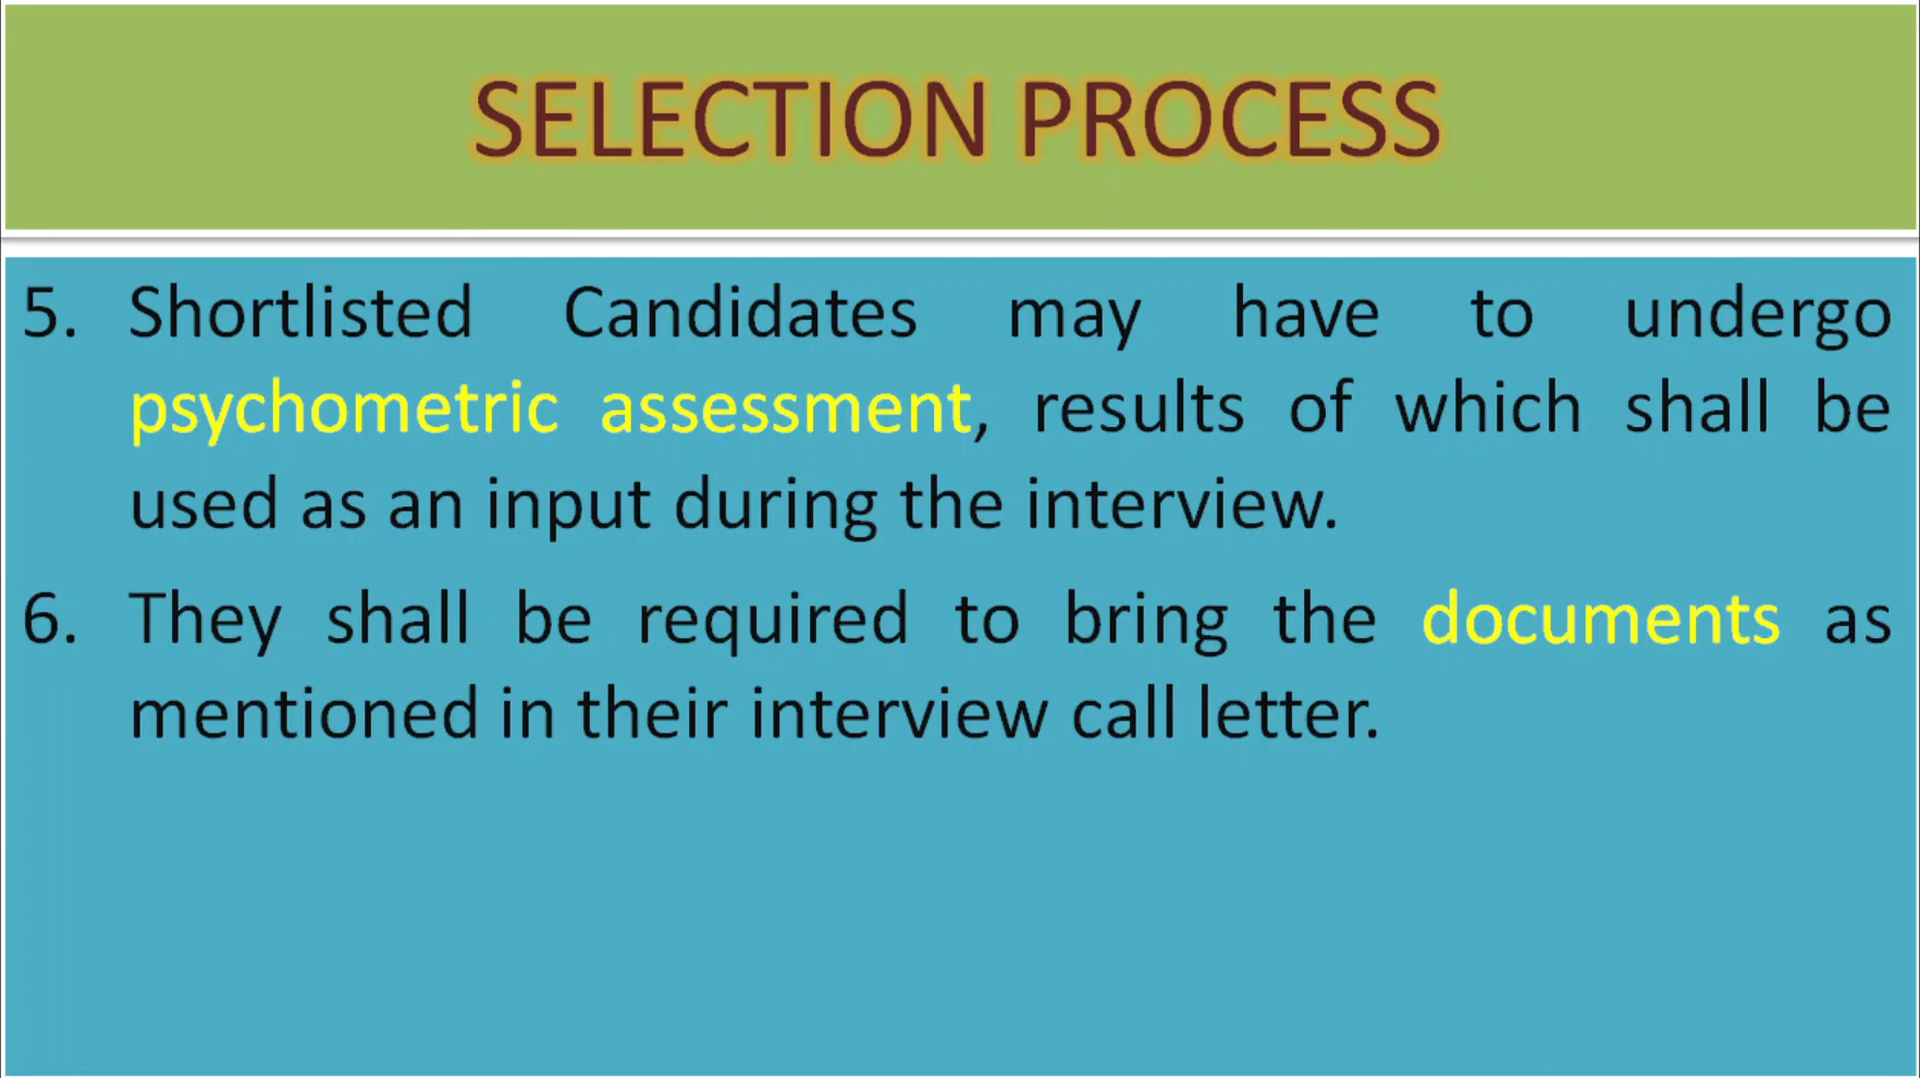 SELECTION PROCESS
5. Shortlisted Candidates may have to undergo
psychometric assessment, results of which shall be
used as an input during the interview.
6. They shall be required to bring the documents as
mentioned in their interview call letter.